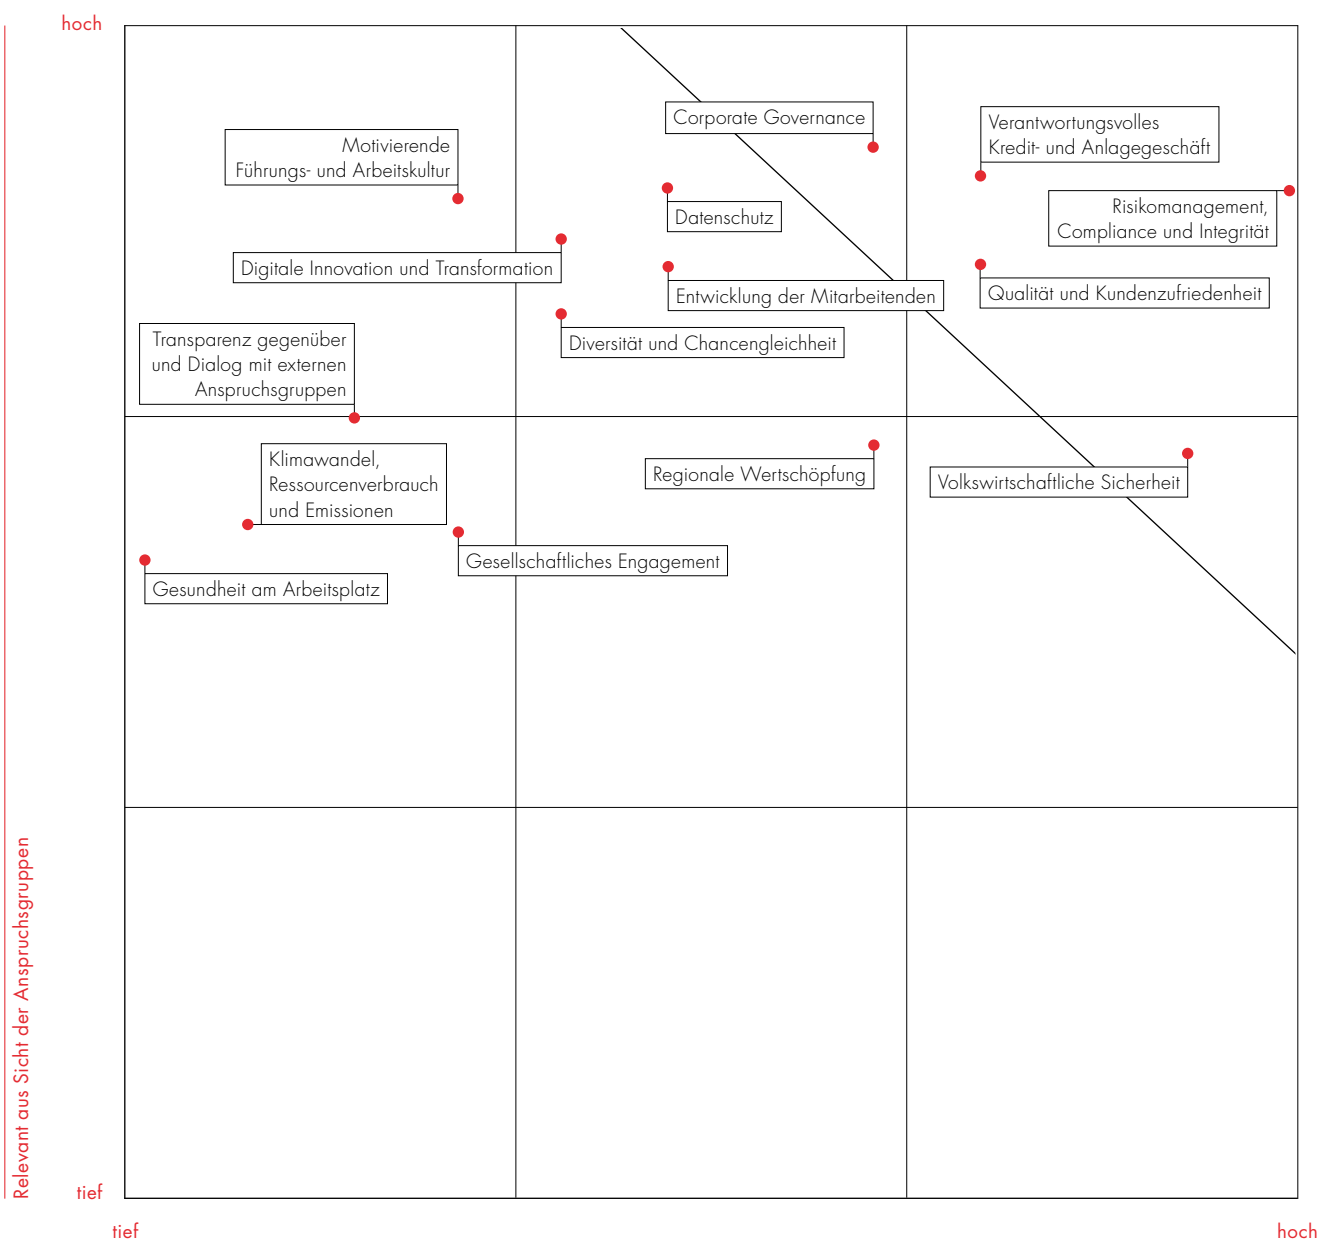 hoch
Corporate Governance
Verantwortungsvolles
Kredit- und Anlagegeschäft
Motivierende
Führungs- und Arbeitskultur
Risikomanagement,
Compliance und Integrität
Datenschutz
Digitale Innovation und Transformation
Entwicklung der Mitarbeitenden
Qualität und Kundenzufriedenheit
Diversität und Chancengleichheit
Transparenz gegenüber
und Dialog mit externen
Anspruchsgruppen
Klimawandel,
Ressourcenverbrauch
und Emissionen
Regionale Wertschöpfung
Volkswirtschaftliche Sicherheit
Gesellschaftliches Engagement
Gesundheit am Arbeitsplatz
Relevant aus Sicht der Anspruchsgruppen
tief
tief
hoch